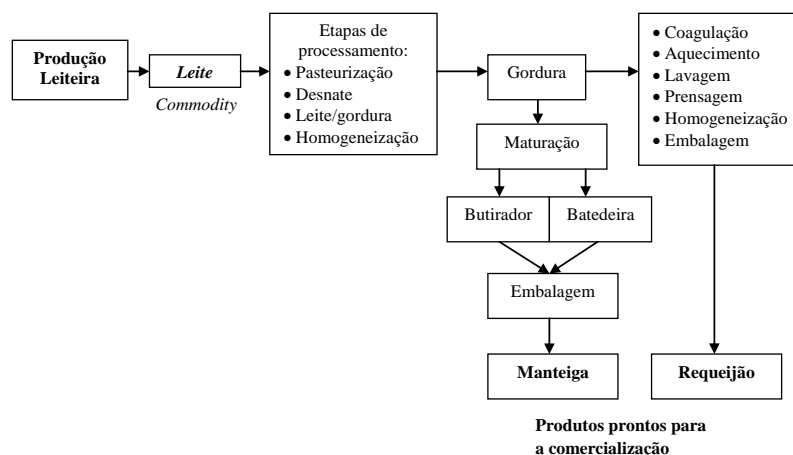 Produção
Leiteira
Leite
Commodity
Etapas de
processamento:
• Pasteurização
• Desnate
• Leite/gordura
• Homogeneização
Gordura
• Coagulação
• Aquecimento
• Lavagem
• Prensagem
• Homogeneização
• Embalagem
Maturação
Butirador
Batedeira
Embalagem
Manteiga
Requeijão
Produtos prontos para
a comercialização